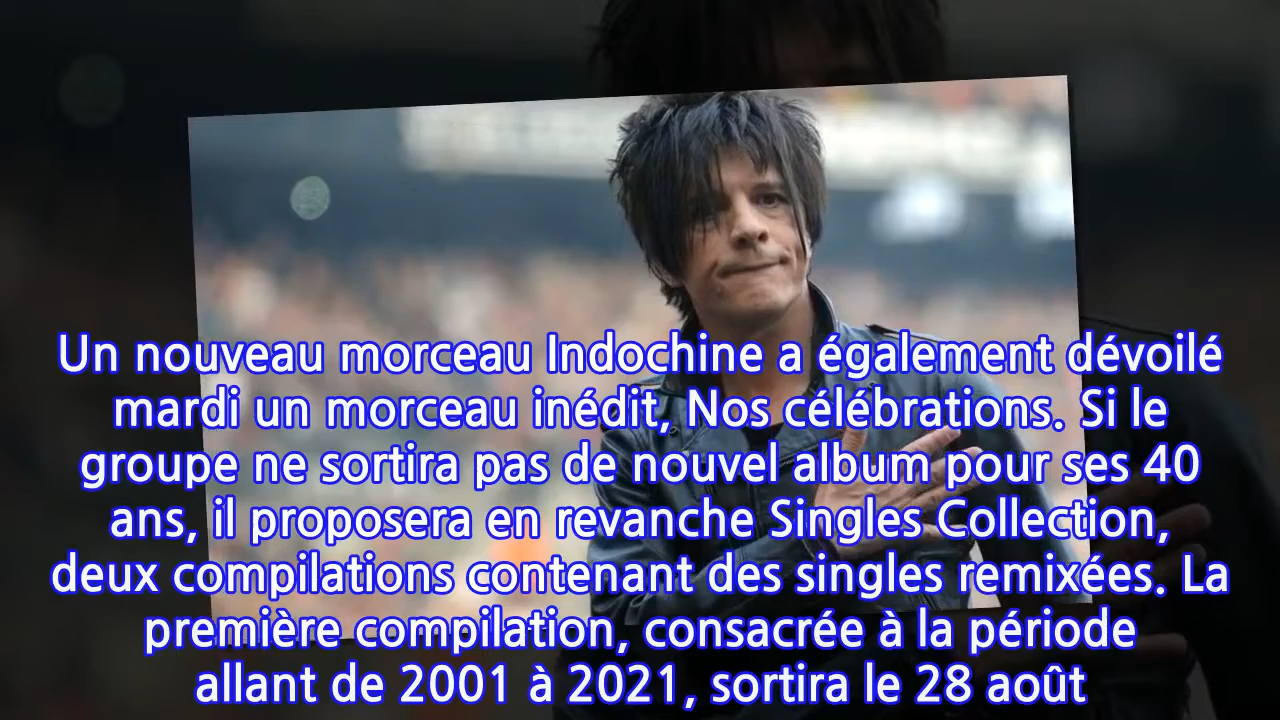 Un nouveau morceau Indochine a également dévoilé
mardi un morceau inédit, Nos célébrations. Si le
groupe ne sortira pas de nouvel album pour ses 40
ans, il proposera en revanche Singles Collection,
deux compilations contenant des singles remixées. La
première compilation, consacrée à la période
allant de 2001 à 2021, sortira le 28 août